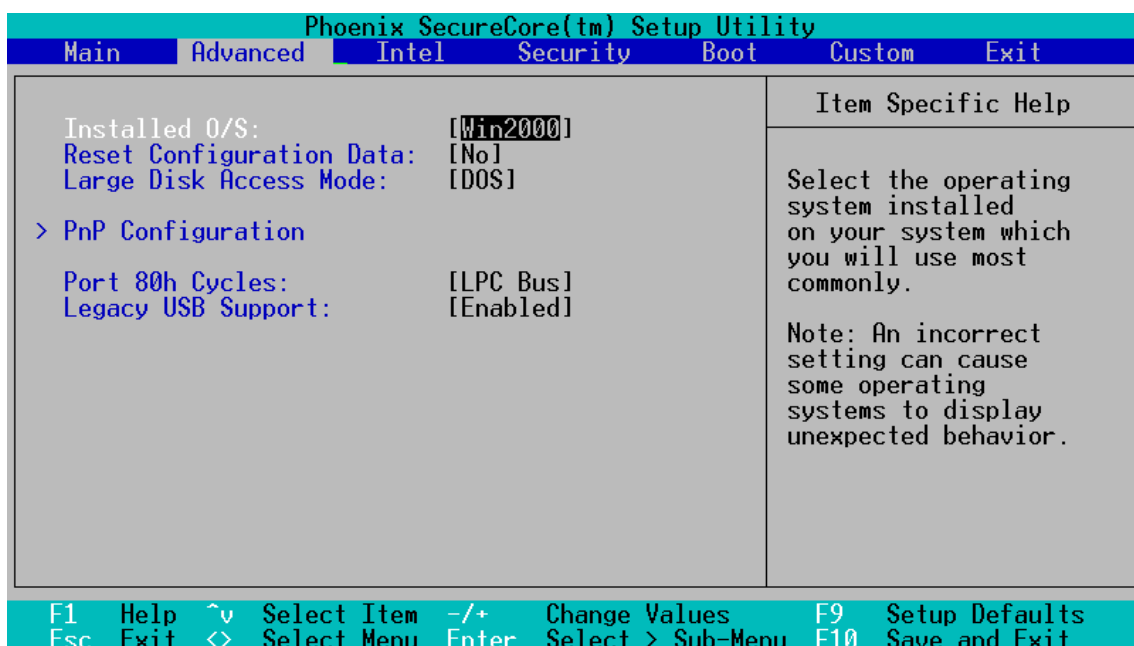 Phoenix SecureCore(tm) Setup Utility
Main Advanced Intel Security Boot Custom Exit
Item Specific Help
Installed O/S: [Win2000]
Reset Configuration Data: [No]
Large Disk Access Mode: [DOS]
> PnP Configuration
Port 80h Cycles: [LPC Bus]
Legacy USB Support: [Enabled]
Select the operating
system installed
on your system which
you will use most
commonly.
Note: An incorrect
setting can cause
some operating
systems to display
unexpected behavior.
F1 Help ^v Select Item -/+ Change Values F9 Setup Defaults
Esc Exit <> Select Menu Enter Select > Sub-Menu F10 Save and Exit